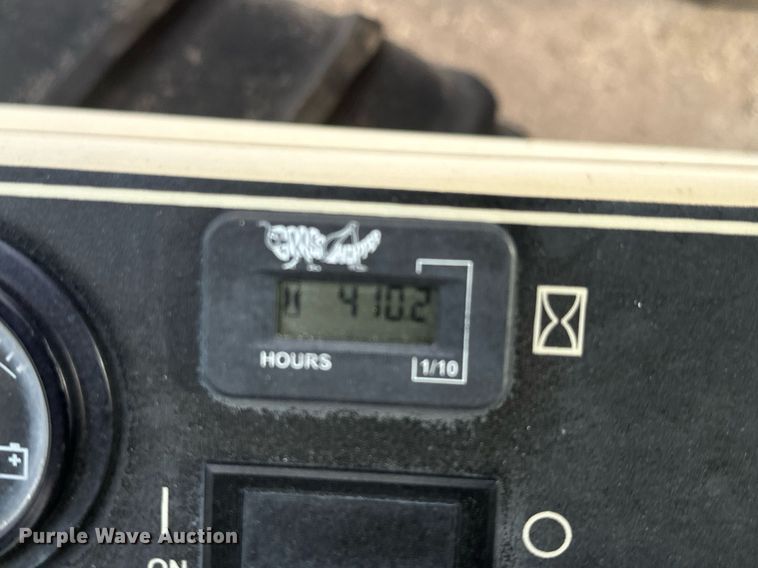 4102
HOURS
1/10
ON
Purple Wave Auction